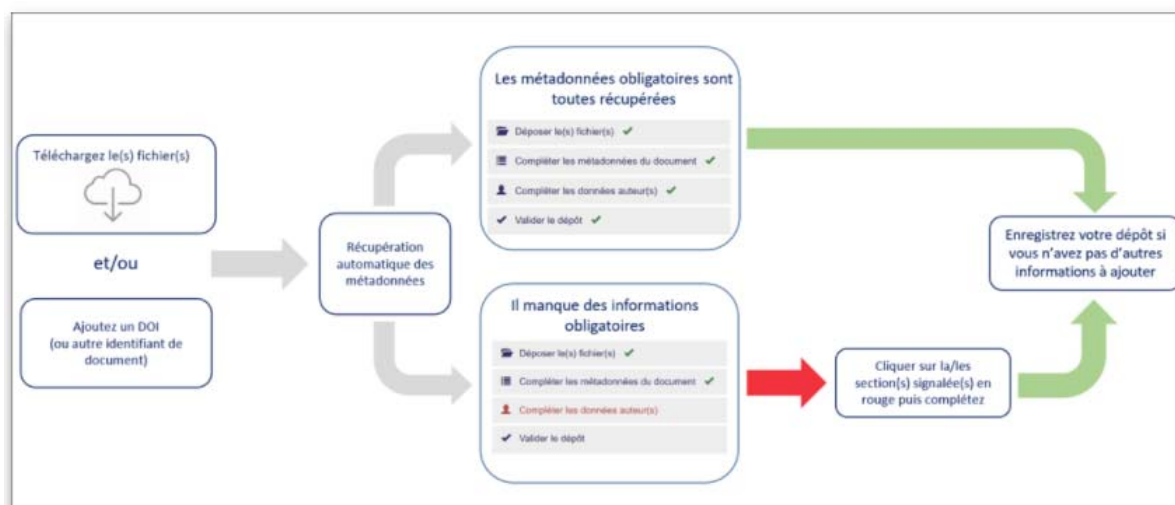 Téléchargez le(s) fichier(s)
et/ou
Ajoutez un DOI
(ou autre identifiant de
document)
Récupération
automatique des
métadonnées
Les métadonnées obligatoires sont
toutes récupérées
Déposer le(s) fichier(s)
Compléter les métadonnées du document
Compléter les données auteur(s)
Valider le dépôt
Il manque des informations
obligatoires
Déposer le(s) fichier(s)
Compléter les métadonnées du document
Compléter les données auteur(s)
Valider le dépôt
Cliquer sur la/les
section(s) signalée(s) en
rouge puis complétez
Enregistrez votre dépôt si
vous n'avez pas d'autres
informations à ajouter